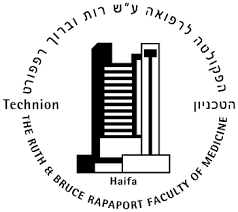 הפקולטה לרפואה ע"ש רות וברוך רפפורט
Technion
הטכניון
Haifa
THE RUTH & BRUCE RAPAPORT FACULTY OF MEDICINE